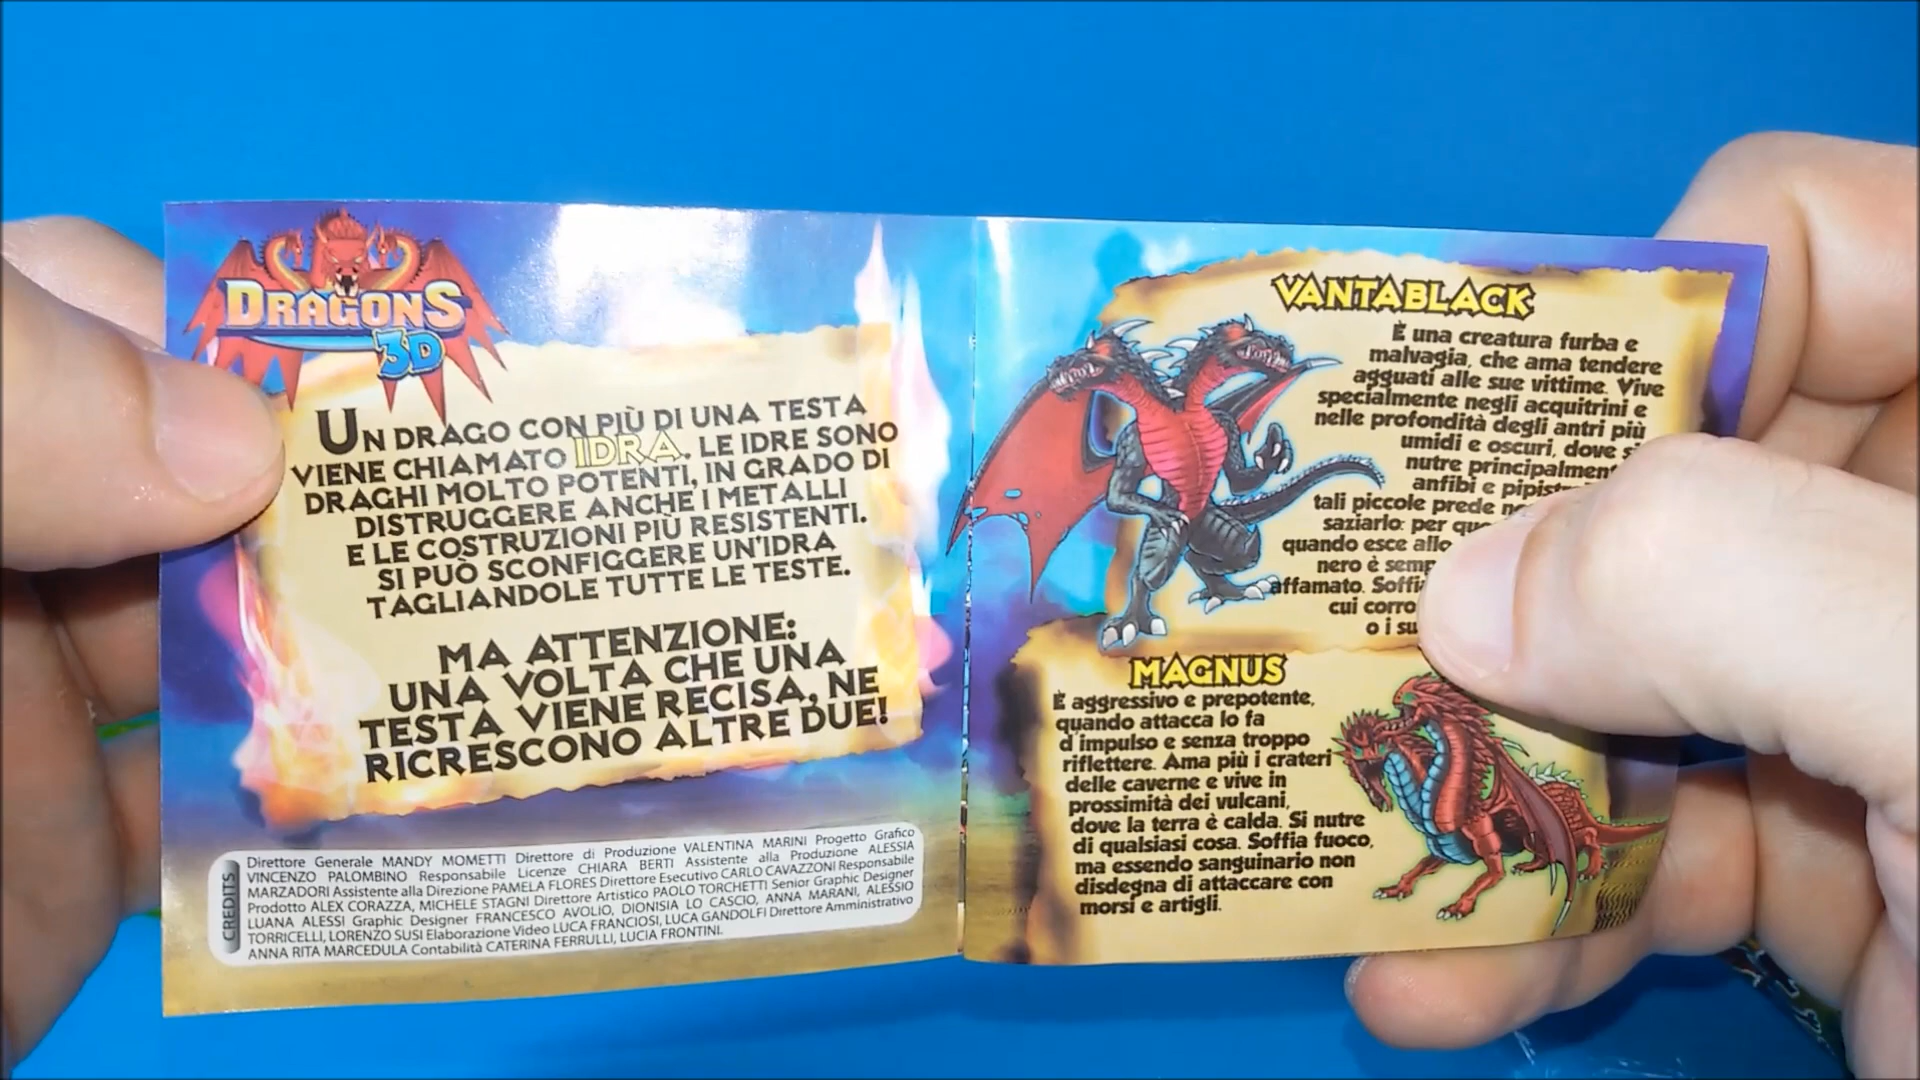 DRAGONS
3D
UN DRAGO CON PIÙ DI UNA TESTA
VIENE CHIAMATO IDRA. LE IDRE SONO
DRAGHI MOLTO POTENTI, IN GRADO DI
DISTRUGGERE ANCHE I METALLI
E LE COSTRUZIONI PIÙ RESISTENTI.
SI PUÒ SCONFIGGERE UN'IDRA
TAGLIANDOLE TUTTE LE TESTE.
MA ATTENZIONE:
UNA VOLTA CHE UNA
TESTA VIENE RECISA, NE
RICRESCONO ALTRE DUE!
CREDITS
Direttore Generale MANDY MOMETTI Direttore di Produzione VALENTINA MARINI Progetto Grafico
VINCENZO PALOMBINO Responsabile Licenze CHIARA BERTI Assistente alla Produzione ALESSIA
MARZADORI Assistente alla Direzione PAMELA FLORES Direttore Esecutivo CARLO CAVAZZONI Responsabile
Prodotto ALEX CORAZZA, MICHELE STAGNI Direttore Artistico PAOLO TORCHETTI Senior Graphic Designer
LUANA ALESSI Graphic Designer FRANCESCO AVOLIO, DIONISIA LO CASCIO, ANNA MARANI, ALESSIO
TORRICELLI, LORENZO SUSI Elaborazione Video LUCA FRANCIOSI, LUCA GANDOLFI Direttore Amministrativo
ANNA RITA MARCEDULA Contabilità CATERINA FERRULLI, LUCIA FRONTINI.
VANTABLACK
È una creatura furba e
malvagia, che ama tendere
agguati alle sue vittime. Vive
specialmente negli acquitrini e
nelle profondità degli antri più
umidi e oscuri, dove
nutre
anfibi e
tali piccole prede
saziarlo: per
quando esce
nero è
affamato.
cui
o i
MAGNUS
È aggressivo e prepotente,
quando attacca lo fa
d'impulso e senza troppo
riflettere. Ama più i crateri
delle caverne e vive in
prossimità dei vulcani,
dove la terra è calda. Si nutre
di qualsiasi cosa. Soffia fuoco,
ma essendo sanguinario non
disdegna di attaccare con
morsi e artigli.